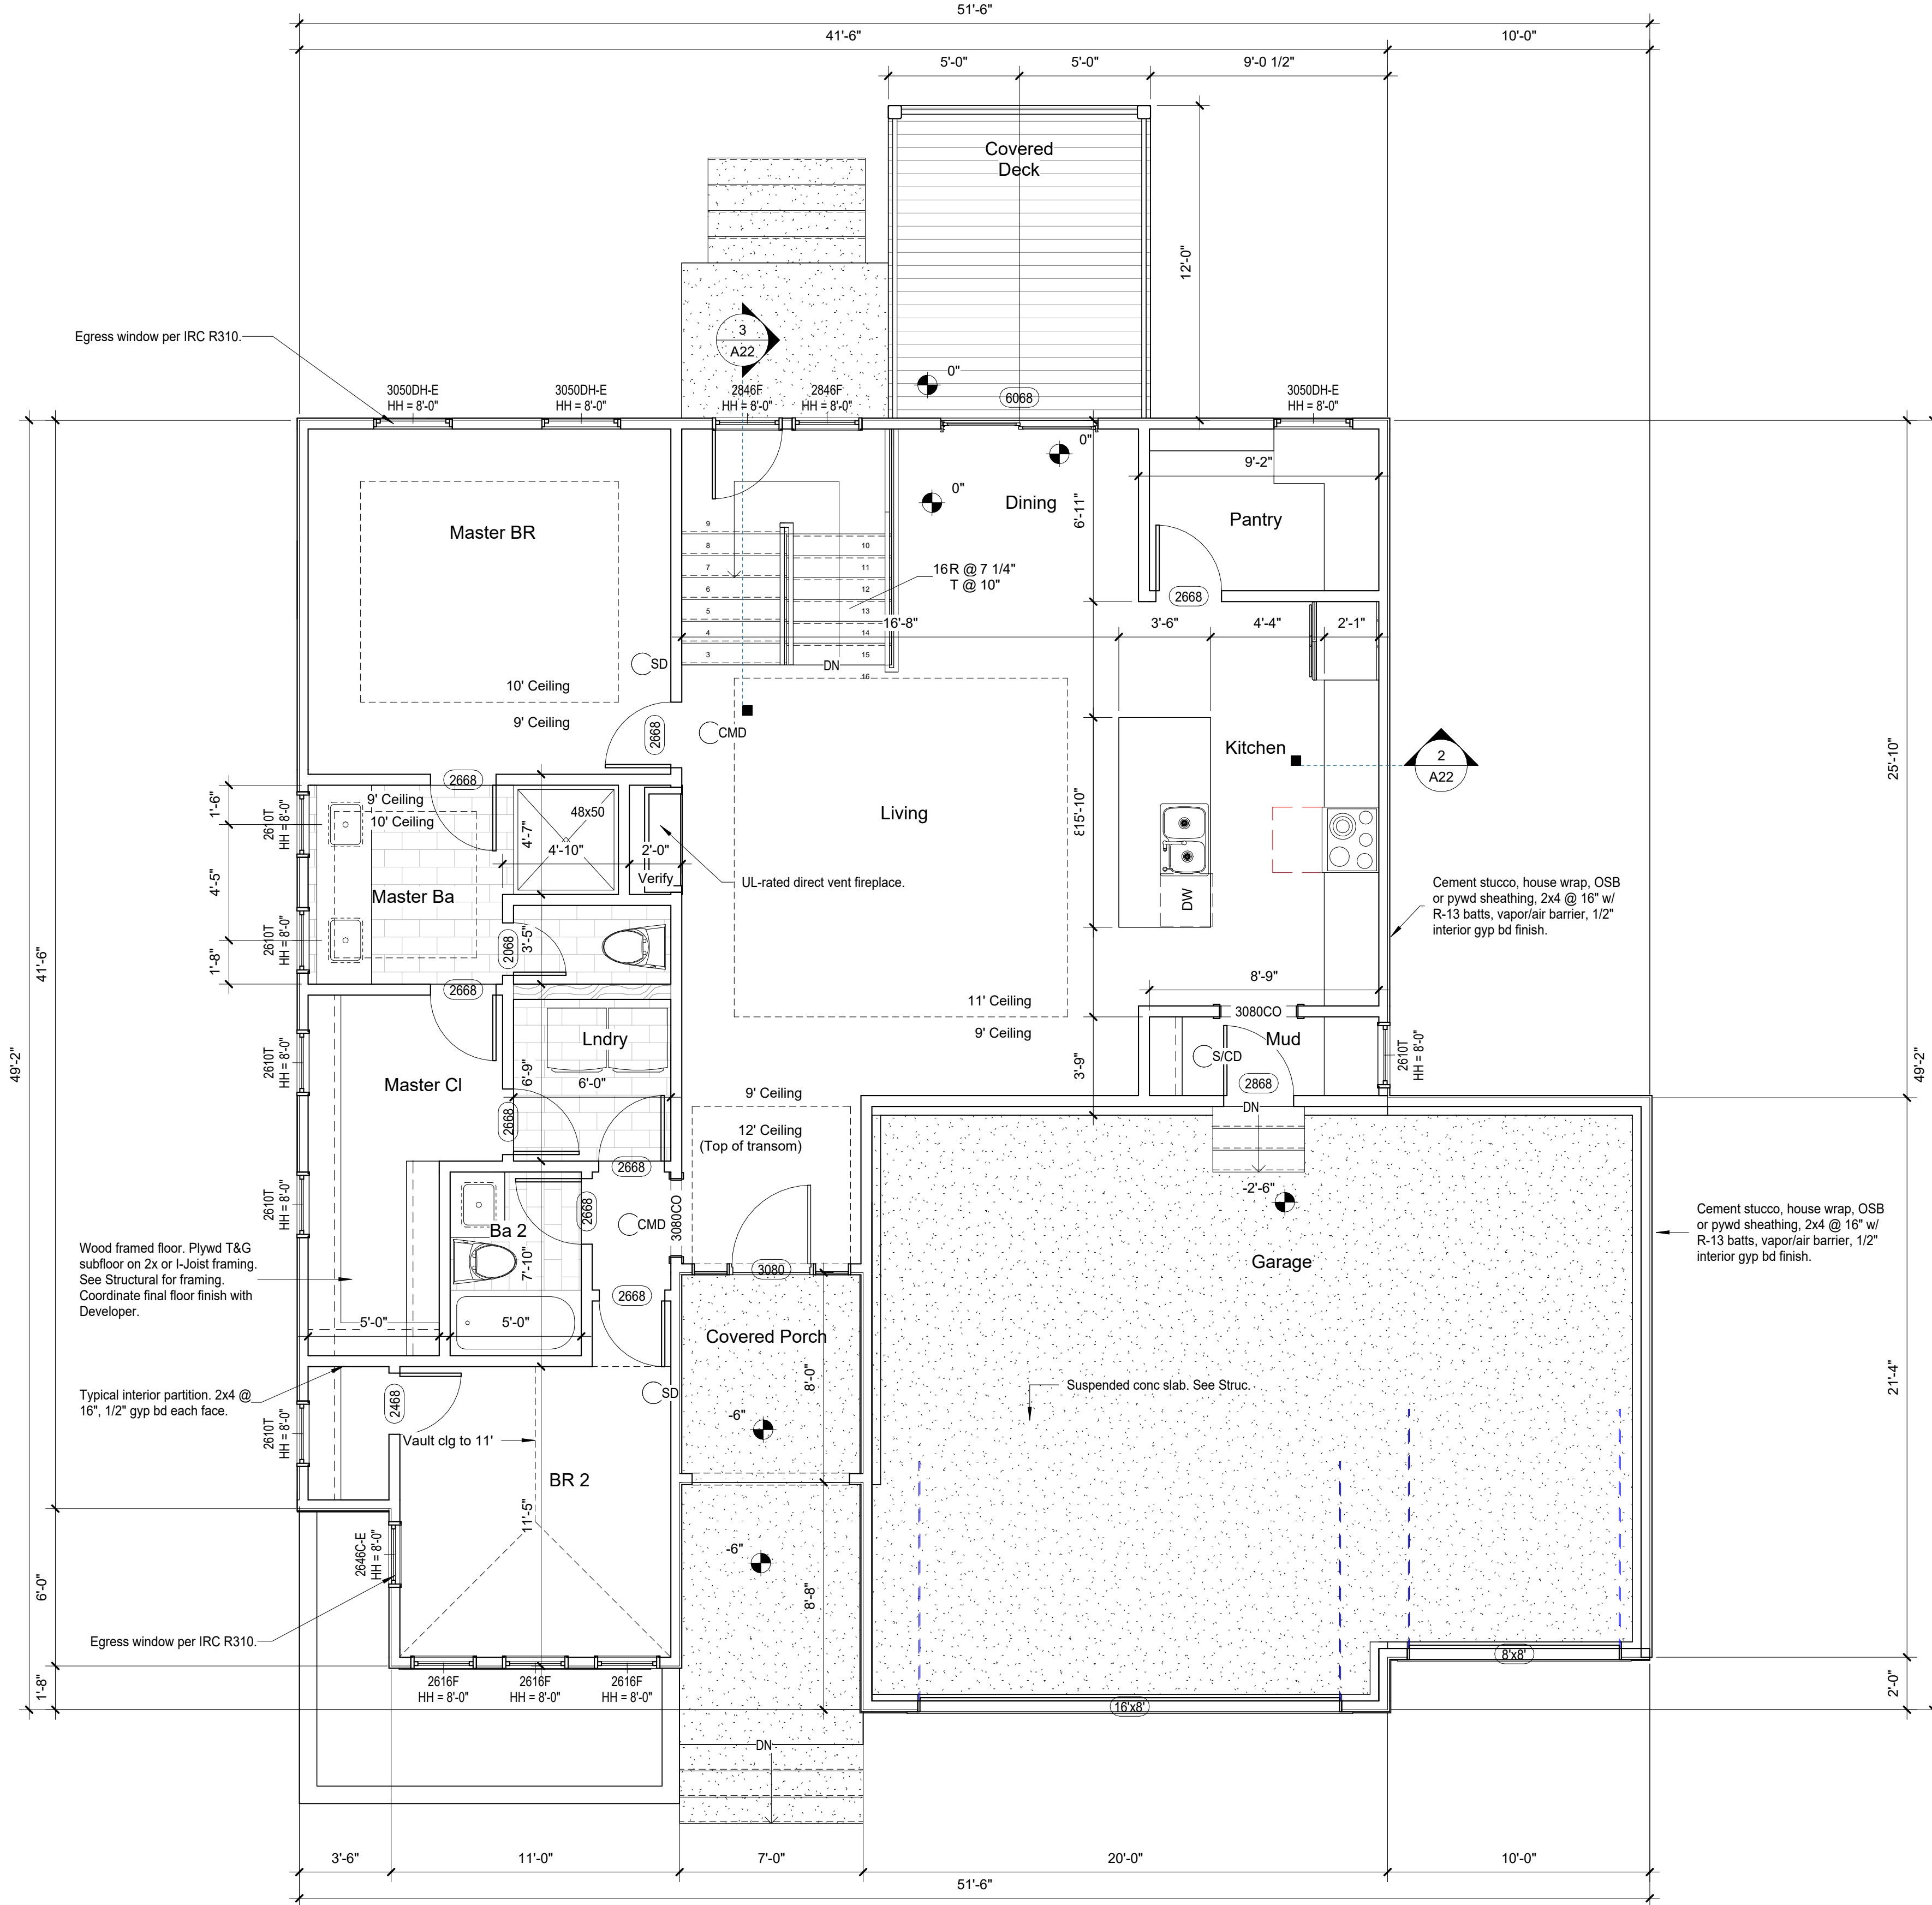 51'-6"
41'-6"
10'-0"
5'-0"
5'-0"
9'-0 1/2"
Covered
Deck
12'-0"
3
A22
Egress window per IRC R310.
3050DH-E
HH = 8'-0"
3050DH-E
HH = 8'-0"
2846F
HH = 8'-0"
2846F
HH = 8'-0"
0"
6068
3050DH-E
HH = 8'-0"
0"
0"
Dining
6'-11"
9'-2"
Pantry
Master BR
9
8
7
6
5
4
3
10
11
12
13
14
15
16
16R @ 7 1/4"
T @ 10"
2668
16'-8"
3'-6"
4'-4"
2'-1"
SD
DN
10' Ceiling
9' Ceiling
2668
CMD
Kitchen
2
A22
25'-10"
2668
1'-6"
2610T
HH = 8'-0"
9' Ceiling
10' Ceiling
48x50
4'-7"
4'-10"
2'-0"
Verify
Living
15'-10"
UL-rated direct vent fireplace.
DW
Cement stucco, house wrap, OSB
or pywd sheathing, 2x4 @ 16" w/
R-13 batts, vapor/air barrier, 1/2"
interior gyp bd finish.
4'-5"
Master Ba
2068
3'-5"
2610T
HH = 8'-0"
1'-8"
41'-6"
2668
8'-9"
11' Ceiling
9' Ceiling
3080CO
Mud
S/CD
2868
DN
2610T
HH = 8'-0"
3'-9"
49'-2"
49'-2"
2610T
HH = 8'-0"
Lndry
6'-9"
6'-0"
Master Cl
2668
9' Ceiling
12' Ceiling
(Top of transom)
2668
2610T
HH = 8'-0"
2668
3080CO
CMD
Ba 2
7'-10"
-2'-6"
Garage
Cement stucco, house wrap, OSB
or pywd sheathing, 2x4 @ 16" w/
R-13 batts, vapor/air barrier, 1/2"
interior gyp bd finish.
Wood framed floor. Plywd T&G
subfloor on 2x or I-Joist framing.
See Structural for framing.
Coordinate final floor finish with
Developer.
3080
2668
5'-0"
5'-0"
Covered Porch
8'-0"
Typical interior partition. 2x4 @
16", 1/2" gyp bd each face.
2468
SD
Suspended conc slab. See Struc.
21'-4"
-6"
2610T
HH = 8'-0"
Vault clg to 11'
BR 2
11'-5"
2646C-E
HH = 8'-0"
-6"
8'-8"
6'-0"
Egress window per IRC R310.
2616F
HH = 8'-0"
2616F
HH = 8'-0"
2616F
HH = 8'-0"
8'x8'
16'x8'
1'-8"
2'-0"
DN
3'-6"
11'-0"
7'-0"
20'-0"
10'-0"
51'-6"